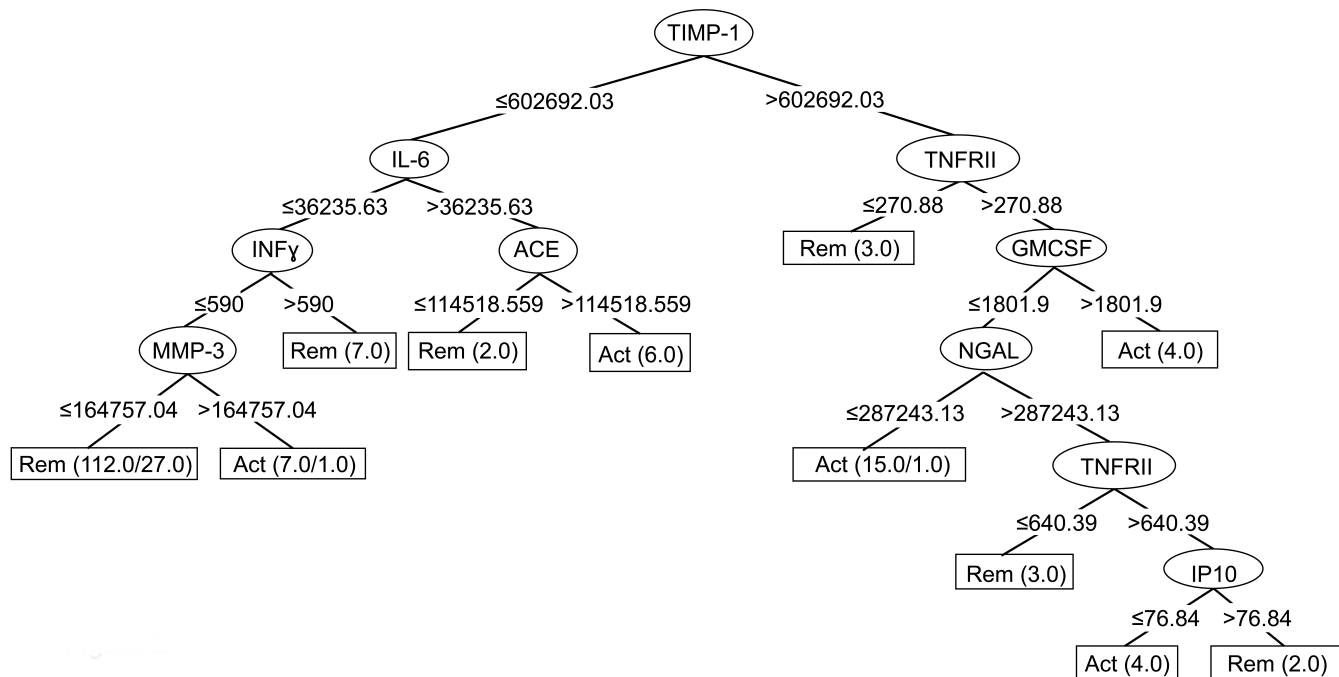 TIMP-1
≤602692.03 >602692.03
IL-6 TNFRII
≤36235.63 >36235.63 ≤270.88 >270.88
INFɣ ACE Rem (3.0) GMCSF
≤590 >590 ≤114518.559 >114518.559 ≤1801.9 >1801.9
MMP-3 Rem (7.0) Rem (2.0) Act (6.0) NGAL Act (4.0)
≤164757.04 >164757.04 ≤287243.13 >287243.13
Rem (112.0/27.0) Act (7.0/1.0) Act (15.0/1.0) TNFRII
≤640.39 >640.39
Rem (3.0) IP10
≤76.84 >76.84
Act (4.0) Rem (2.0)